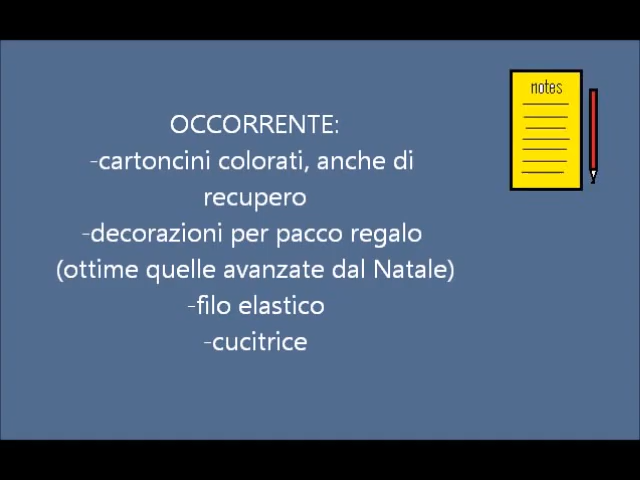 notes
OCCORRENTE:
-cartoncini colorati, anche di
recupero
-decorazioni per pacco regalo
(ottime quelle avanzate dal Natale)
-filo elastico
-cucitrice